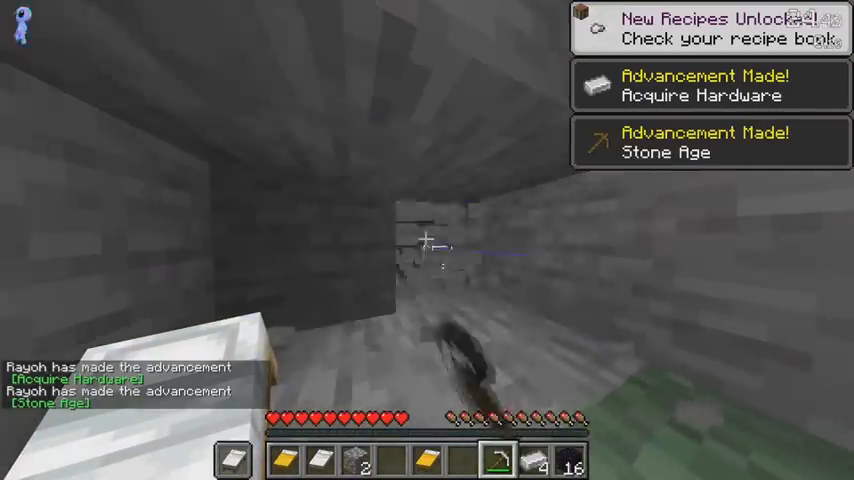 New Recipes Unlocked!
Check your recipe book
Advancement Made!
Acquire Hardware
Advancement Made!
Stone Age
Rayoh has made the advancement
[Acquire Hardware]
Rayoh has made the advancement
[Stone Age]
2
4
16